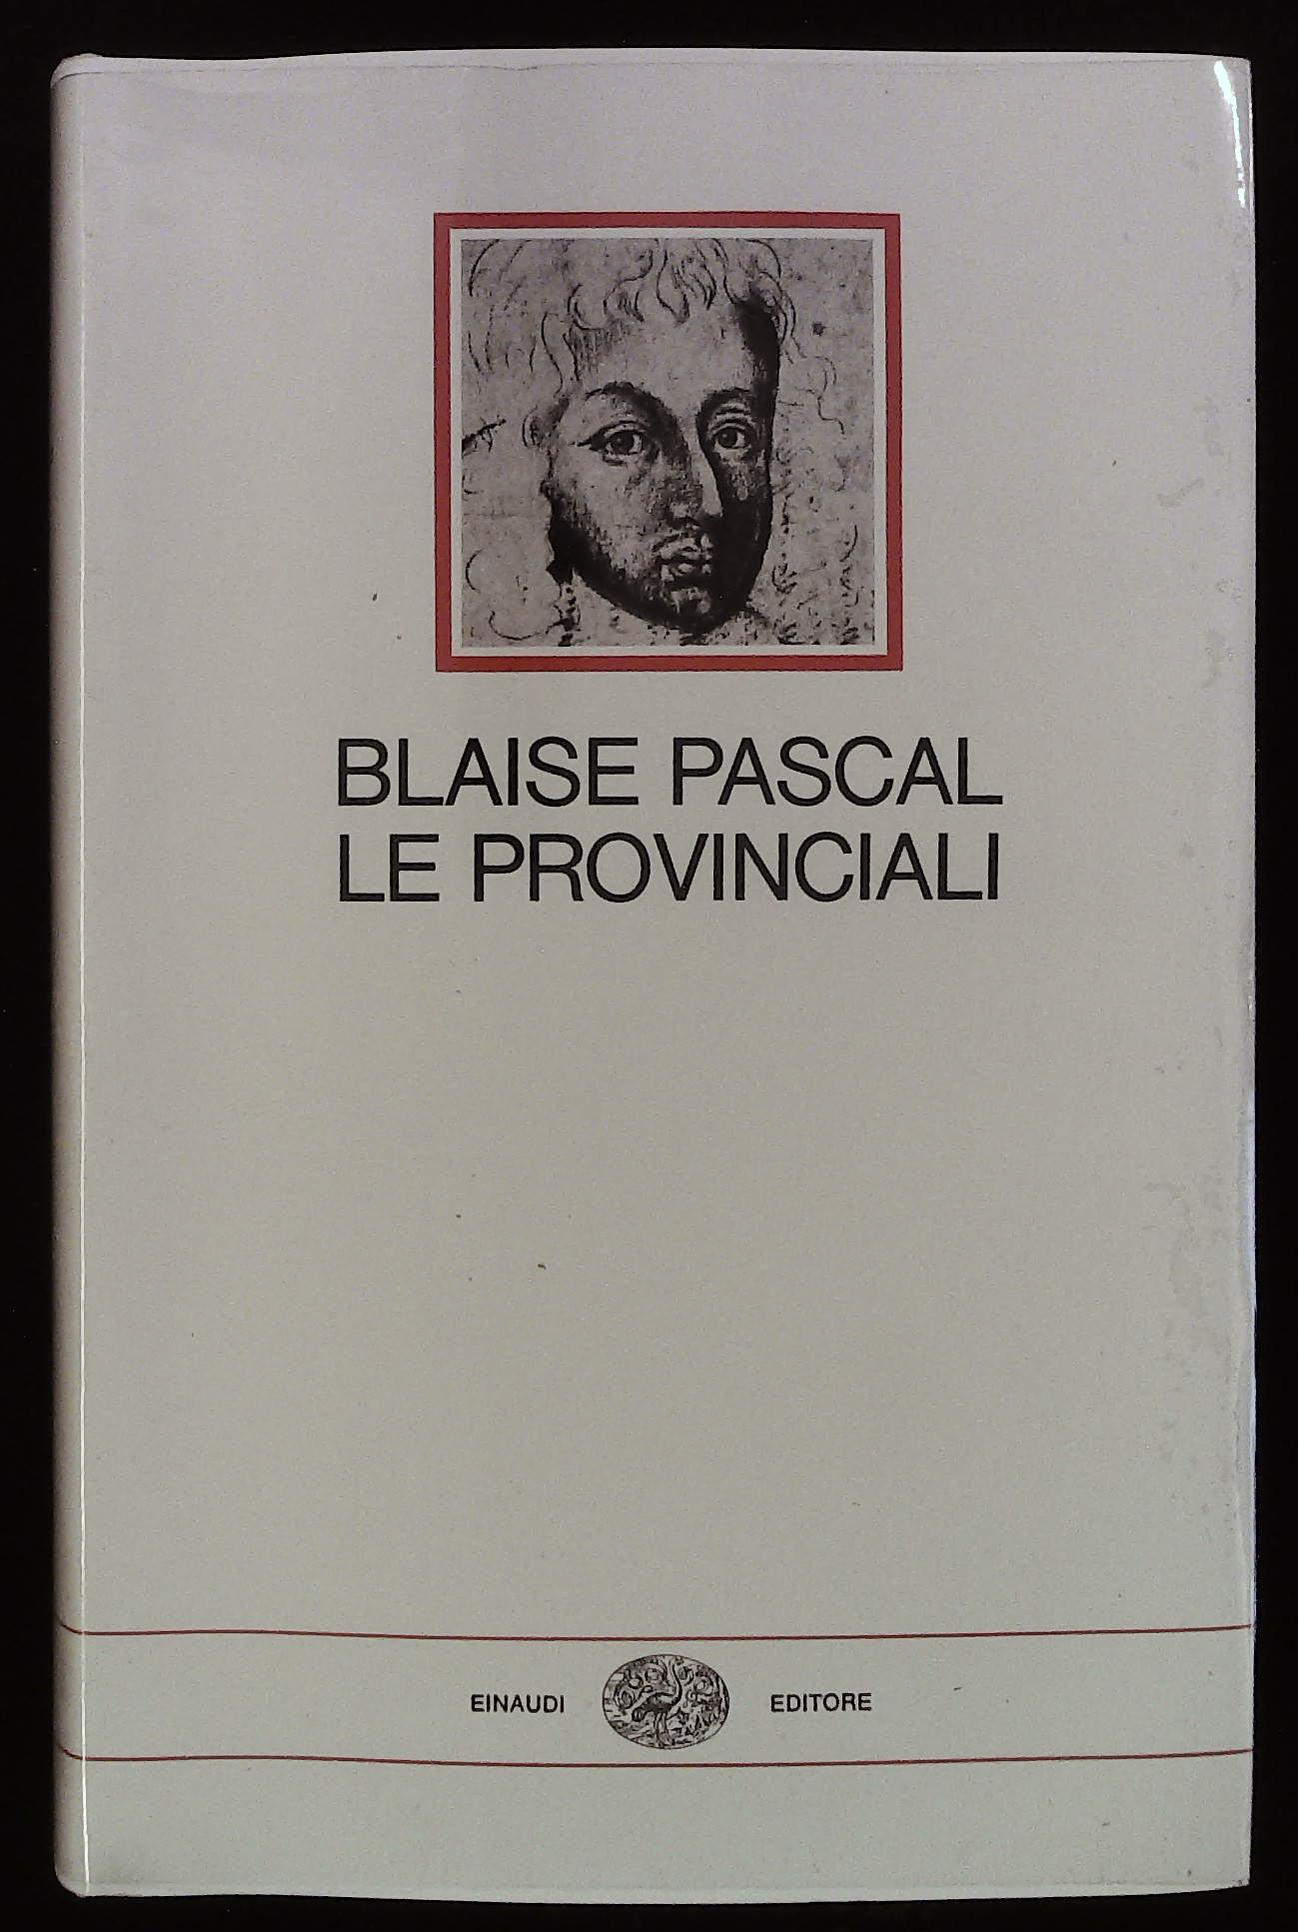 BLAISE PASCAL
LE PROVINCIALI
EINAUDI EDITORE